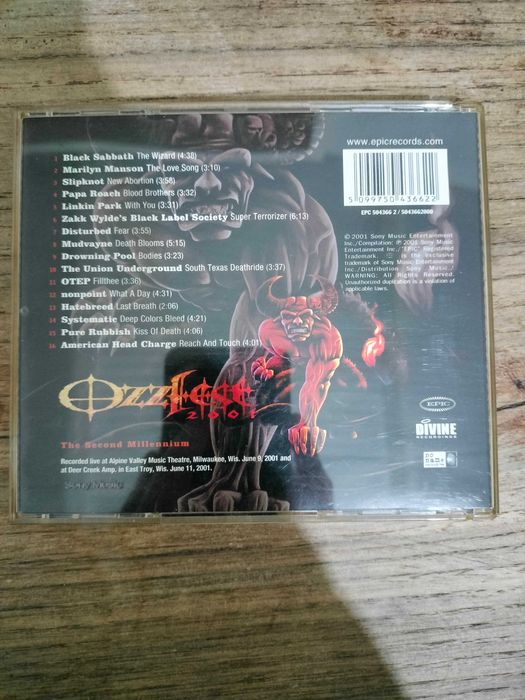 www.epicrecords.com
5 099750 436622
EPC 504366 2 / 5043662000
1 Black Sabbath The Wizard (4:38)
2 Marilyn Manson The Love Song (3:10)
3 Slipknot New Abortion (3:58)
4 Papa Roach Blood Brothers (3:32)
5 Linkin Park With You (3:31)
6 Zakk Wylde's Black Label Society Super Terrorizer (6:13)
7 Disturbed Fear (3:55)
8 Mudvayne Death Blooms (5:15)
9 Drowning Pool Bodies (3:23)
10 The Union Underground South Texas Deathride (3:37)
11 OTEP Fillthee (3:36)
12 nonpoint What A Day (4:31)
13 Hatebreed Last Breath (2:06)
14 Systematic Deep Colors Bleed (4:21)
15 Pure Rubbish Kiss Of Death (4:06)
16 American Head Charge Reach And Touch (4:01)
© 2001 Sony Music Entertainment
Inc./Compilation: ℗ 2001 Sony Music
Entertainment Inc./"EPIC" Reg.
Trademark. is the exclusive
trademark of Sony Music Entertainment
Inc./Distribution Sony Music./
WARNING: All Rights Reserved.
Unauthorized duplication is a violation of
applicable laws.
Ozzfest
2001
The Second Millennium
Recorded live at Alpine Valley Music Theatre, Milwaukee, Wis. June 9, 2001 and
at Deer Creek Amp. in East Troy, Wis. June 11, 2001.
Sony Music
EPIC
DIVINE
RECORDINGS